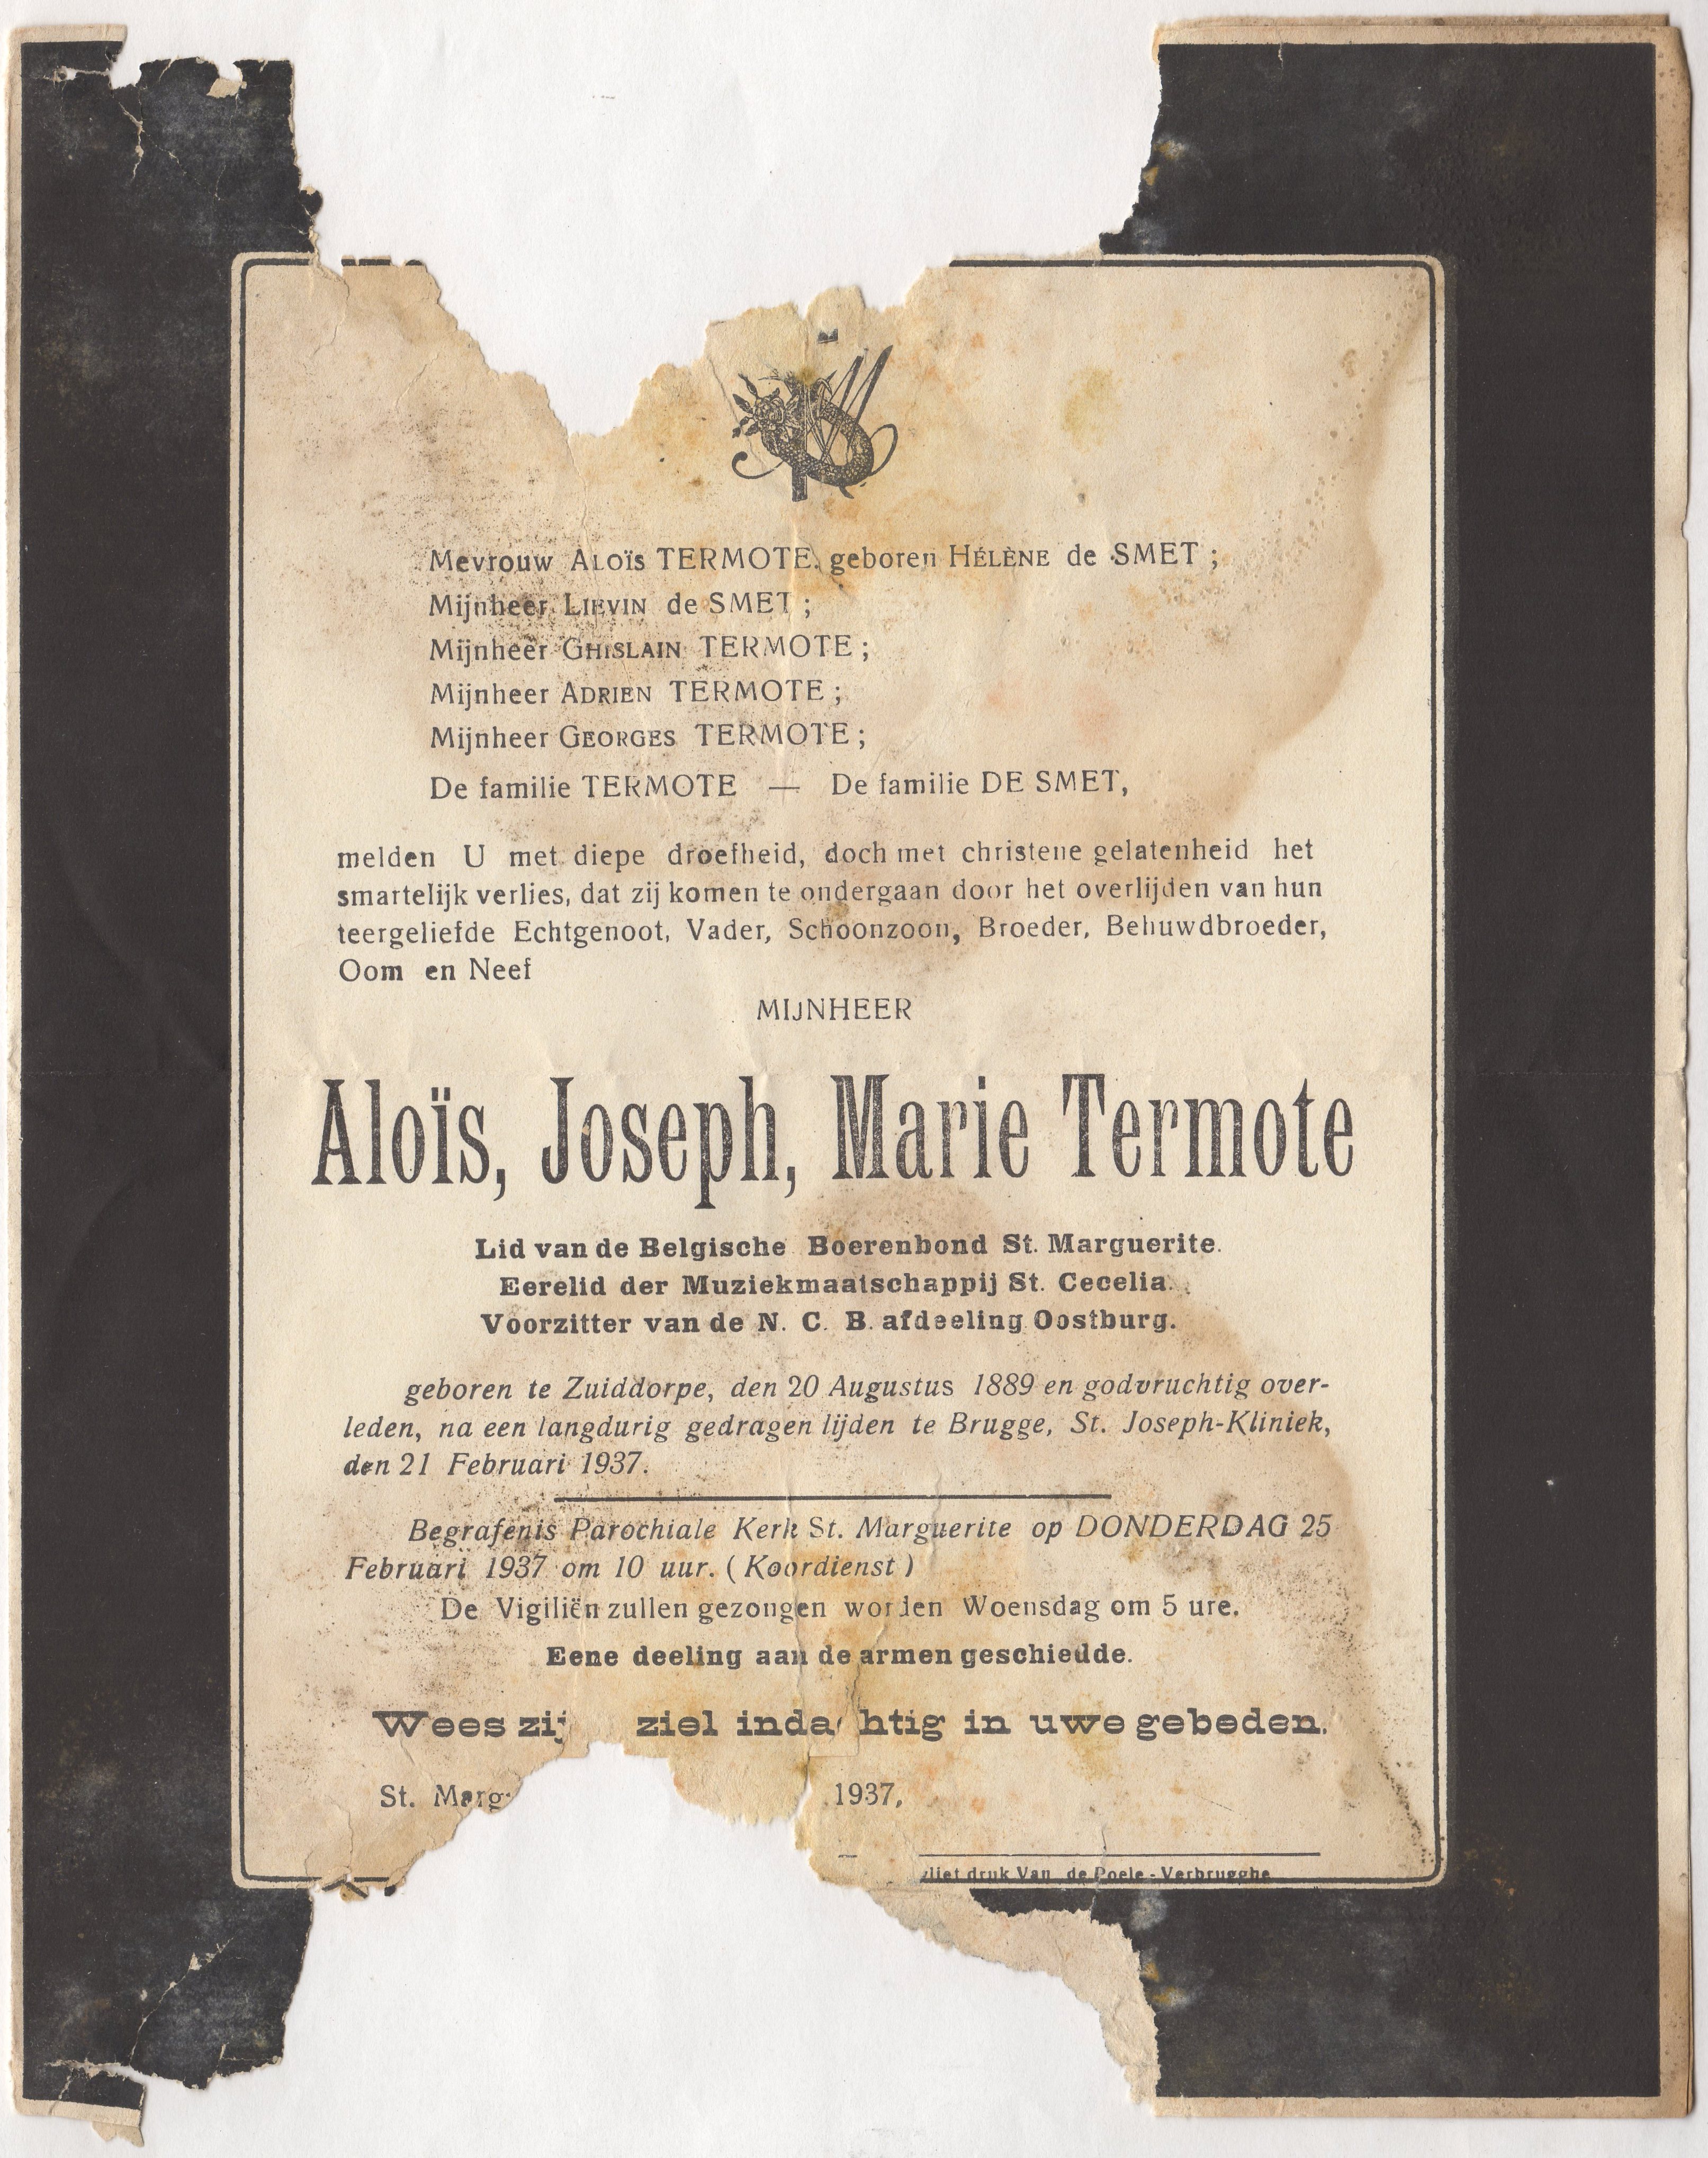 Mevrouw Aloïs TERMOTE, geboren Hélène de SMET ;
Mijnheer Lievin de SMET ;
Mijnheer Ghislain TERMOTE ;
Mijnheer Adrien TERMOTE ;
Mijnheer Georges TERMOTE ;
De familie TERMOTE — De familie DE SMET,
melden U met diepe droefheid, doch met christene gelatenheid het
smartelijk verlies, dat zij komen te ondergaan door het overlijden van hun
teergeliefde Echtgenoot, Vader, Schoonzoon, Broeder, Behuwdbroeder,
Oom en Neef
MIJNHEER
Aloïs, Joseph, Marie Termote
Lid van de Belgische Boerenbond St. Marguerite.
Eerelid der Muziekmaatschappij St. Cecelia.
Voorzitter van de N. C. B. afdeeling Oostburg.
geboren te Zuiddorpe, den 20 Augustus 1889 en godvruchtig over-
leden, na een langdurig gedragen lijden te Brugge, St. Joseph-Kliniek,
den 21 Februari 1937.
Begrafenis Parochiale Kerk St. Marguerite op DONDERDAG 25
Februari 1937 om 10 uur. (Koordienst)
De Vigiliën zullen gezongen worden Woensdag om 5 ure.
Eene deeling aan de armen geschiedde.
Wees zij ziel indachtig in uwe gebeden.
St. Marg 1937,
vliet druk Van de Poele - Verbrugghe